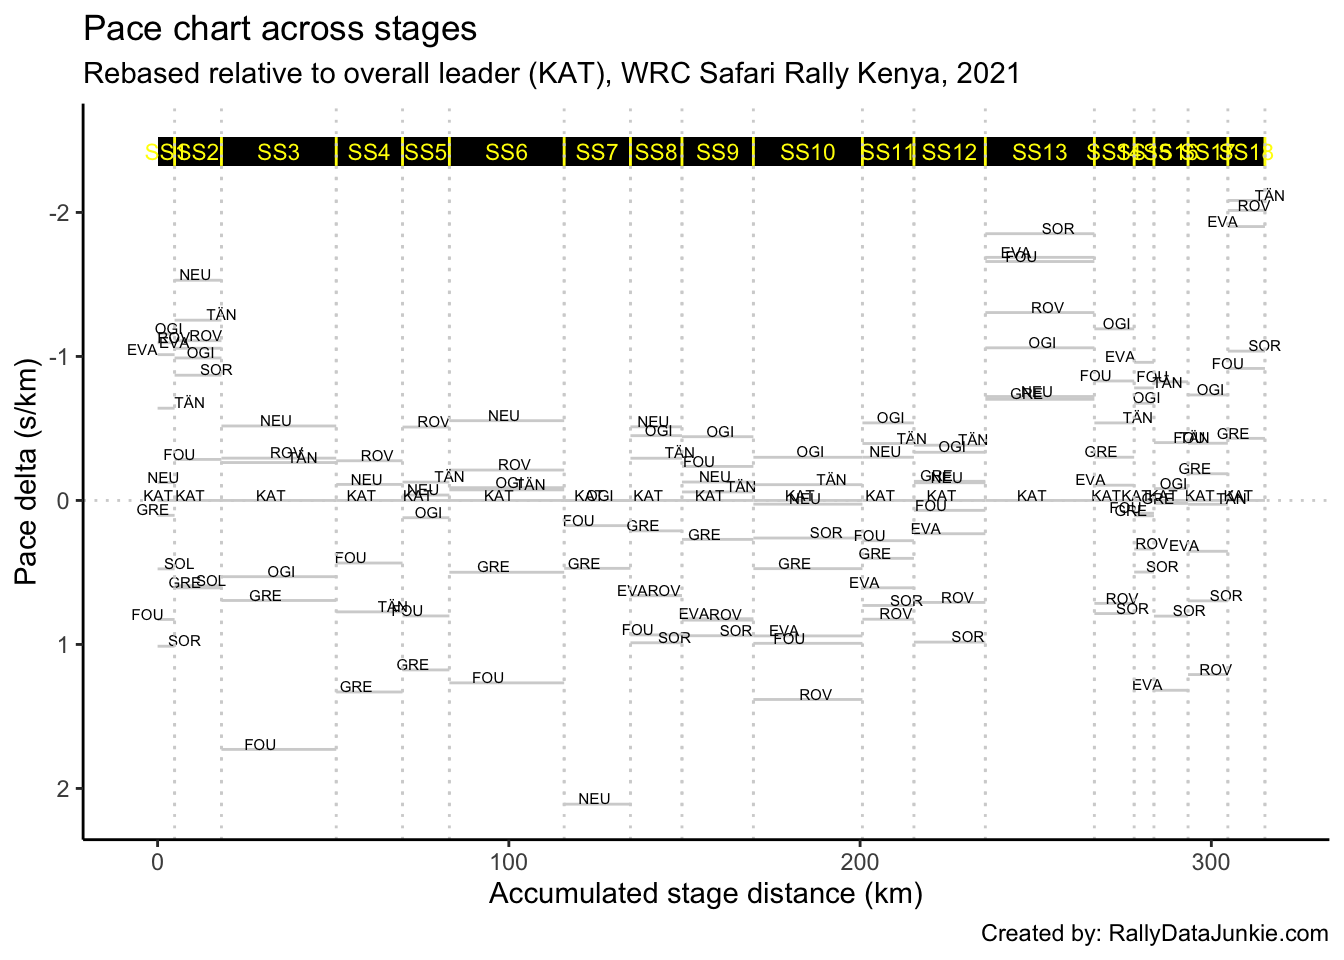 Pace chart across stages
Rebased relative to overall leader (KAT), WRC Safari Rally Kenya, 2021
SS1 SS2 SS3 SS4 SS5 SS6 SS7 SS8 SS9 SS10 SS11 SS12 SS13 SS14 SS15 SS16 SS17 SS18
TÄN
-2 ROV
EVA
SOR
EVA
FOU
NEU
ROV
TÄN OGI
OGI
ROV ROV
EVA OGI
EVA OGI SOR
-1 EVA
SOR FOU
FOU FOU TÄN
NEU GRE OGI OGI
TÄN
NEU ROV NEU NEU OGI OGI OGI TÄN
OGI TÄN TÄN FOU TÄN GRE
ROV TÄN ROV TÄN OGI NEU OGI GRE
FOU ROV FOU GRE
NEU NEU NEU TÄN OGI TÄN NEU TÄN TÄN GRE NEU EVA OGI
0 KAT KAT KAT KAT KAT KAT KAT OGI KAT KAT KAT NEU KAT KAT KAT KAT KAT KAT KAT KAT TÄN
GRE OGI FOU GRE FOU FOU GRE GRE
GRE SOR FOU EVA
SOL FOU GRE GRE GRE GRE ROV EVA
GRE SOL OGI EVA ROV EVA SOR
GRE TÄN FOU SOR ROV ROV SOR SOR
FOU EVA ROV ROV SOR
SOR FOU SOR SOR EVA FOU SOR
1
GRE GRE FOU ROV EVA ROV
FOU
2 NEU
0 100 200 300
Pace delta (s/km)
Accumulated stage distance (km)
Created by: RallyDataJunkie.com